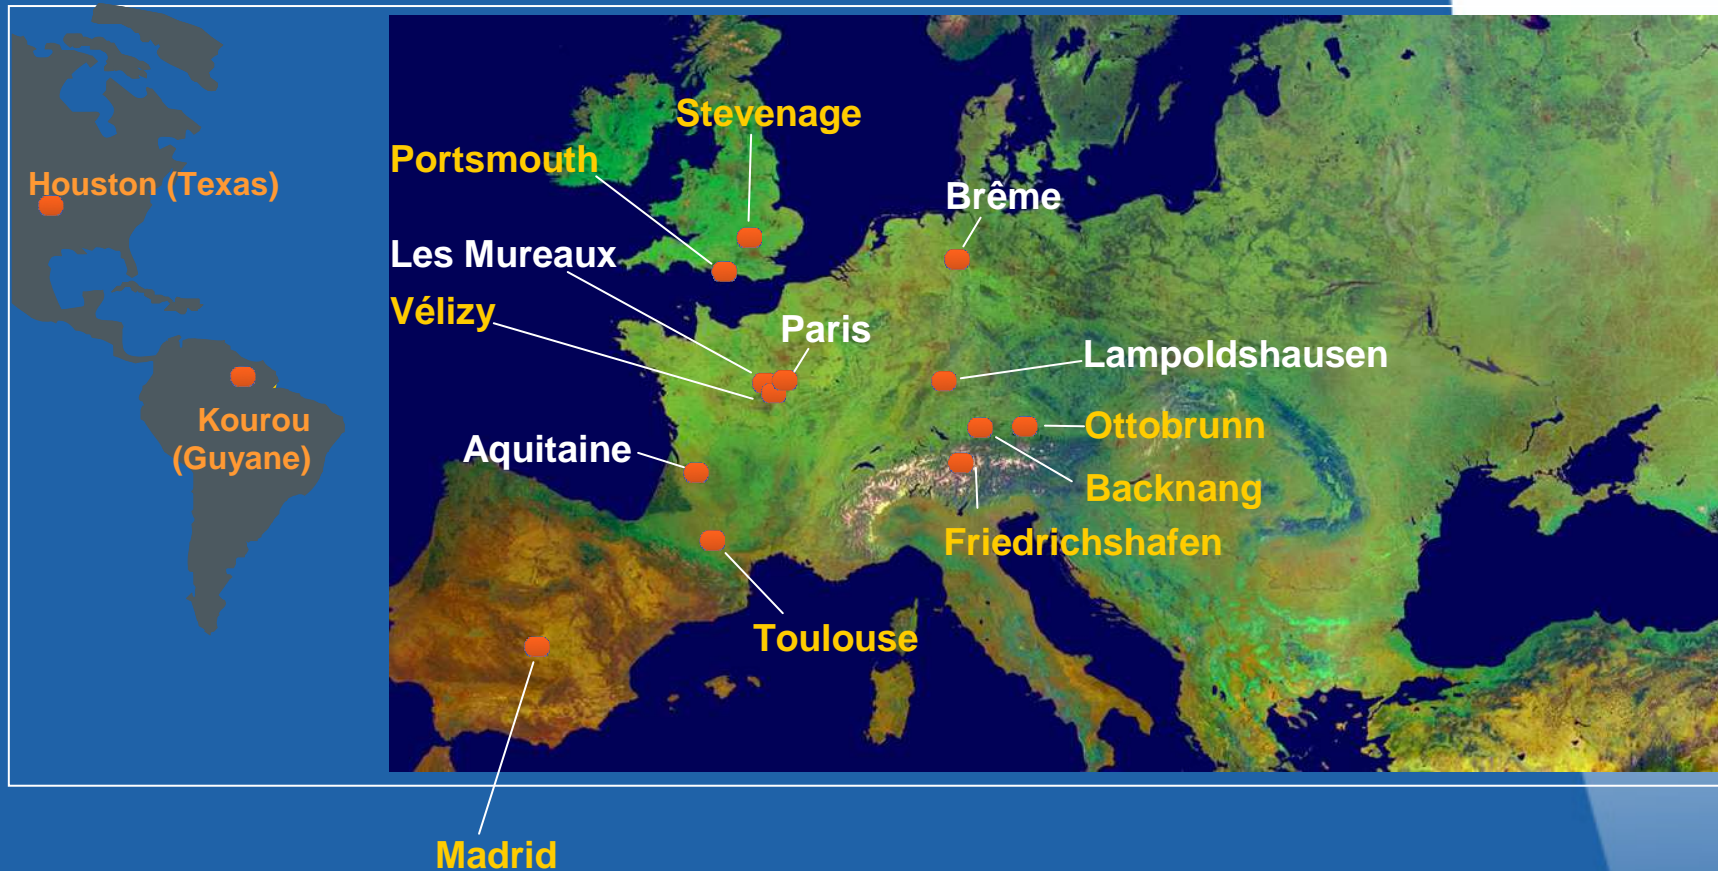 Stevenage
Portsmouth
Houston (Texas)
Brême
Les Mureaux
Vélizy
Paris
Lampoldshausen
Kourou
(Guyane)
Aquitaine
Ottobrunn
Backnang
Friedrichshafen
Toulouse
Madrid